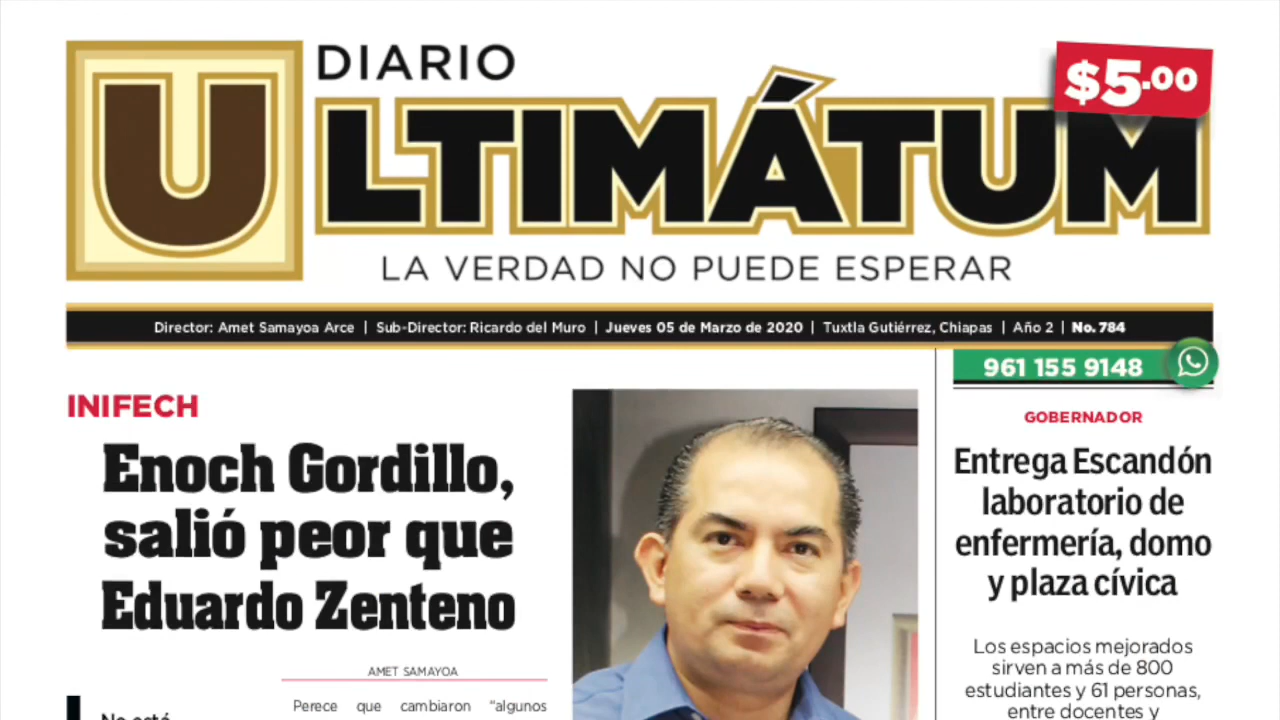 DIARIO
ULTIMÁTUM
$5.00
LA VERDAD NO PUEDE ESPERAR
Director: Amet Samayoa Arce | Sub-Director: Ricardo del Muro | Jueves 05 de Marzo de 2020 | Tuxtla Gutiérrez, Chiapas | Año 2 | No. 784
961 155 9148
INIFECH
Enoch Gordillo,
salió peor que
Eduardo Zenteno
AMET SAMAYOA
Perece que cambiaron “algunos
No está
GOBERNADOR
Entrega Escandón
laboratorio de
enfermería, domo
y plaza cívica
Los espacios mejorados
sirven a más de 800
estudiantes y 61 personas,
entre docentes y